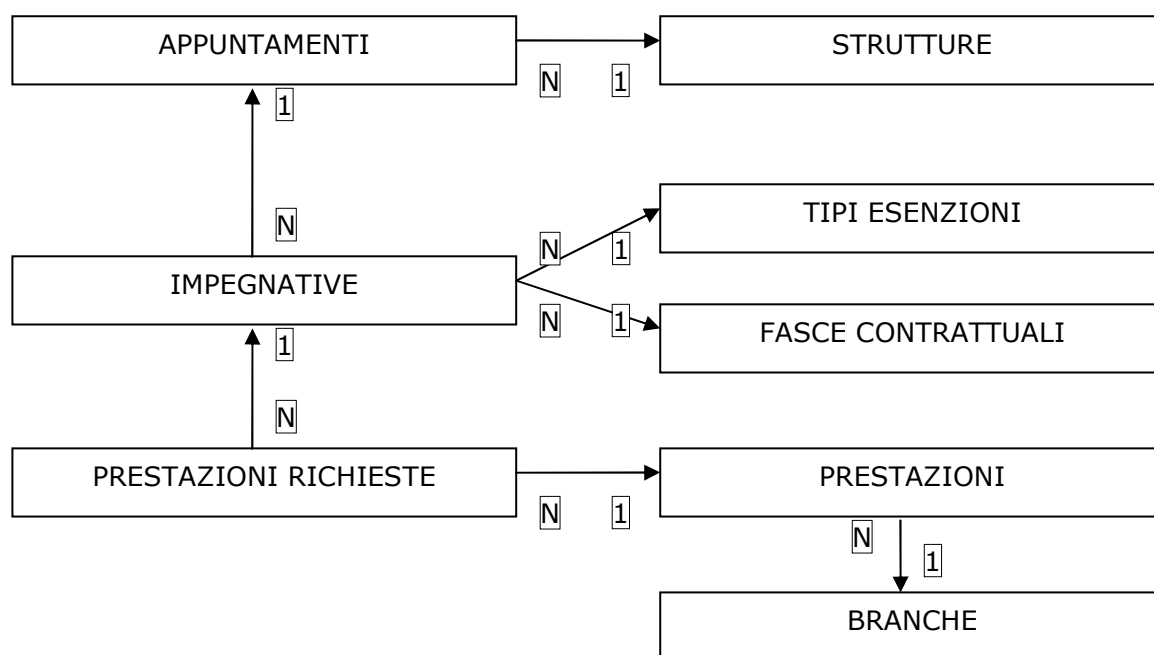 APPUNTAMENTI
STRUTTURE
N
1
1
N
TIPI ESENZIONI
N
1
IMPEGNATIVE
N
1
FASCE CONTRATTUALI
1
N
PRESTAZIONI RICHIESTE
PRESTAZIONI
N
1
N
1
BRANCHE